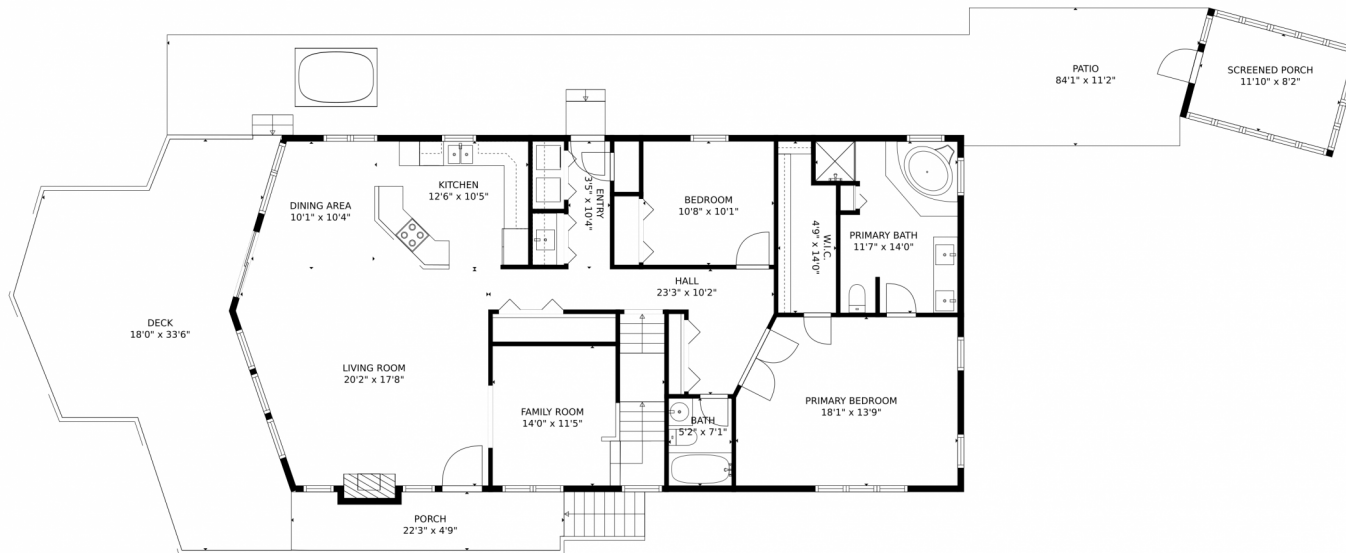 PATIO
84'1" x 11'2"
SCREENED PORCH
11'10" x 8'2"
KITCHEN
12'6" x 10'5"
DINING AREA
10'1" x 10'4"
ENTRY
3'5" x 10'4"
BEDROOM
10'8" x 10'1"
W.I.C.
4'9" x 14'0"
PRIMARY BATH
11'7" x 14'0"
HALL
23'3" x 10'2"
DECK
18'0" x 33'6"
LIVING ROOM
20'2" x 17'8"
FAMILY ROOM
14'0" x 11'5"
BATH
5'2" x 7'1"
PRIMARY BEDROOM
18'1" x 13'9"
PORCH
22'3" x 4'9"